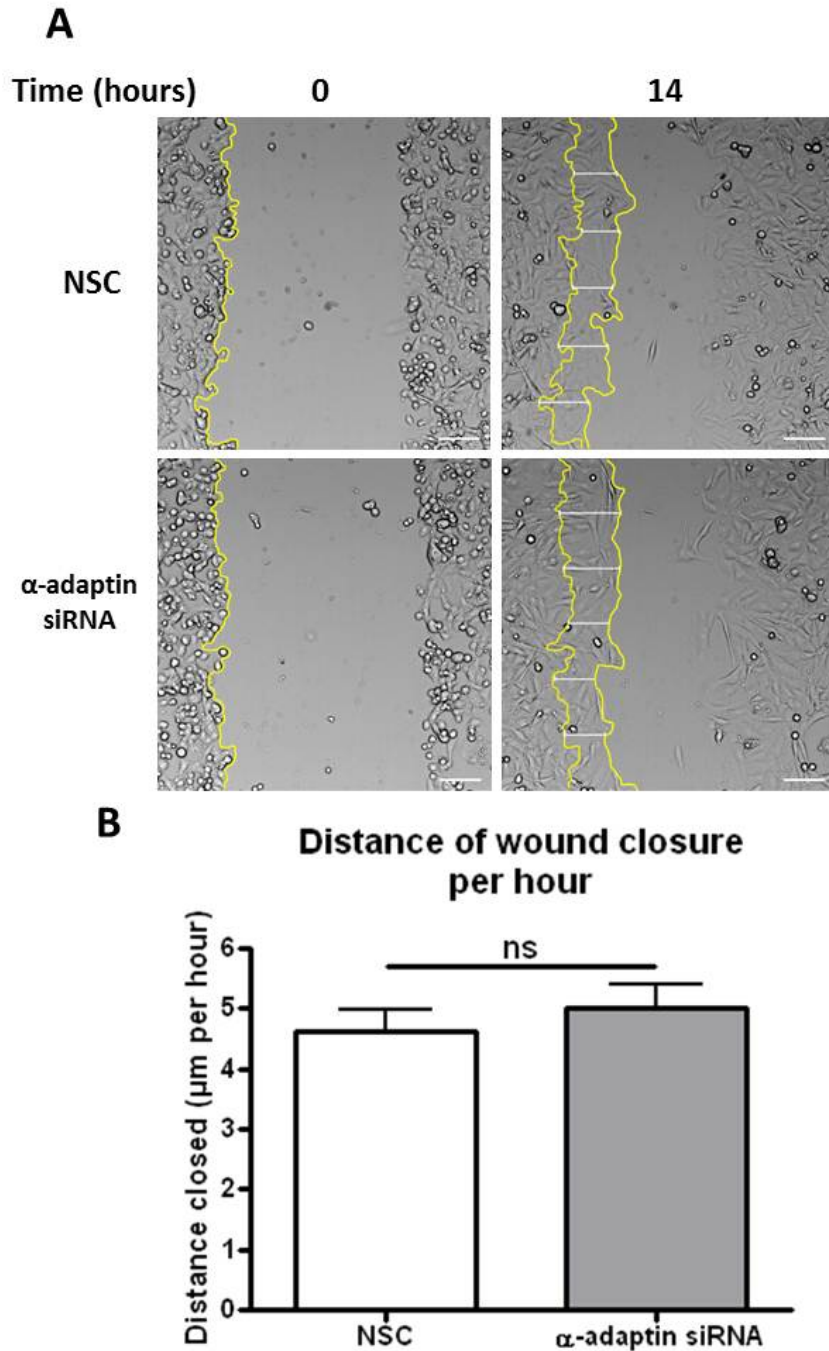 A
Time (hours) 0 14
NSC
α-adaptin
siRNA
B
Distance of wound closure
per hour
Distance closed (µm per hour)
6
5
4
3
2
1
0
ns
NSC α-adaptin siRNA